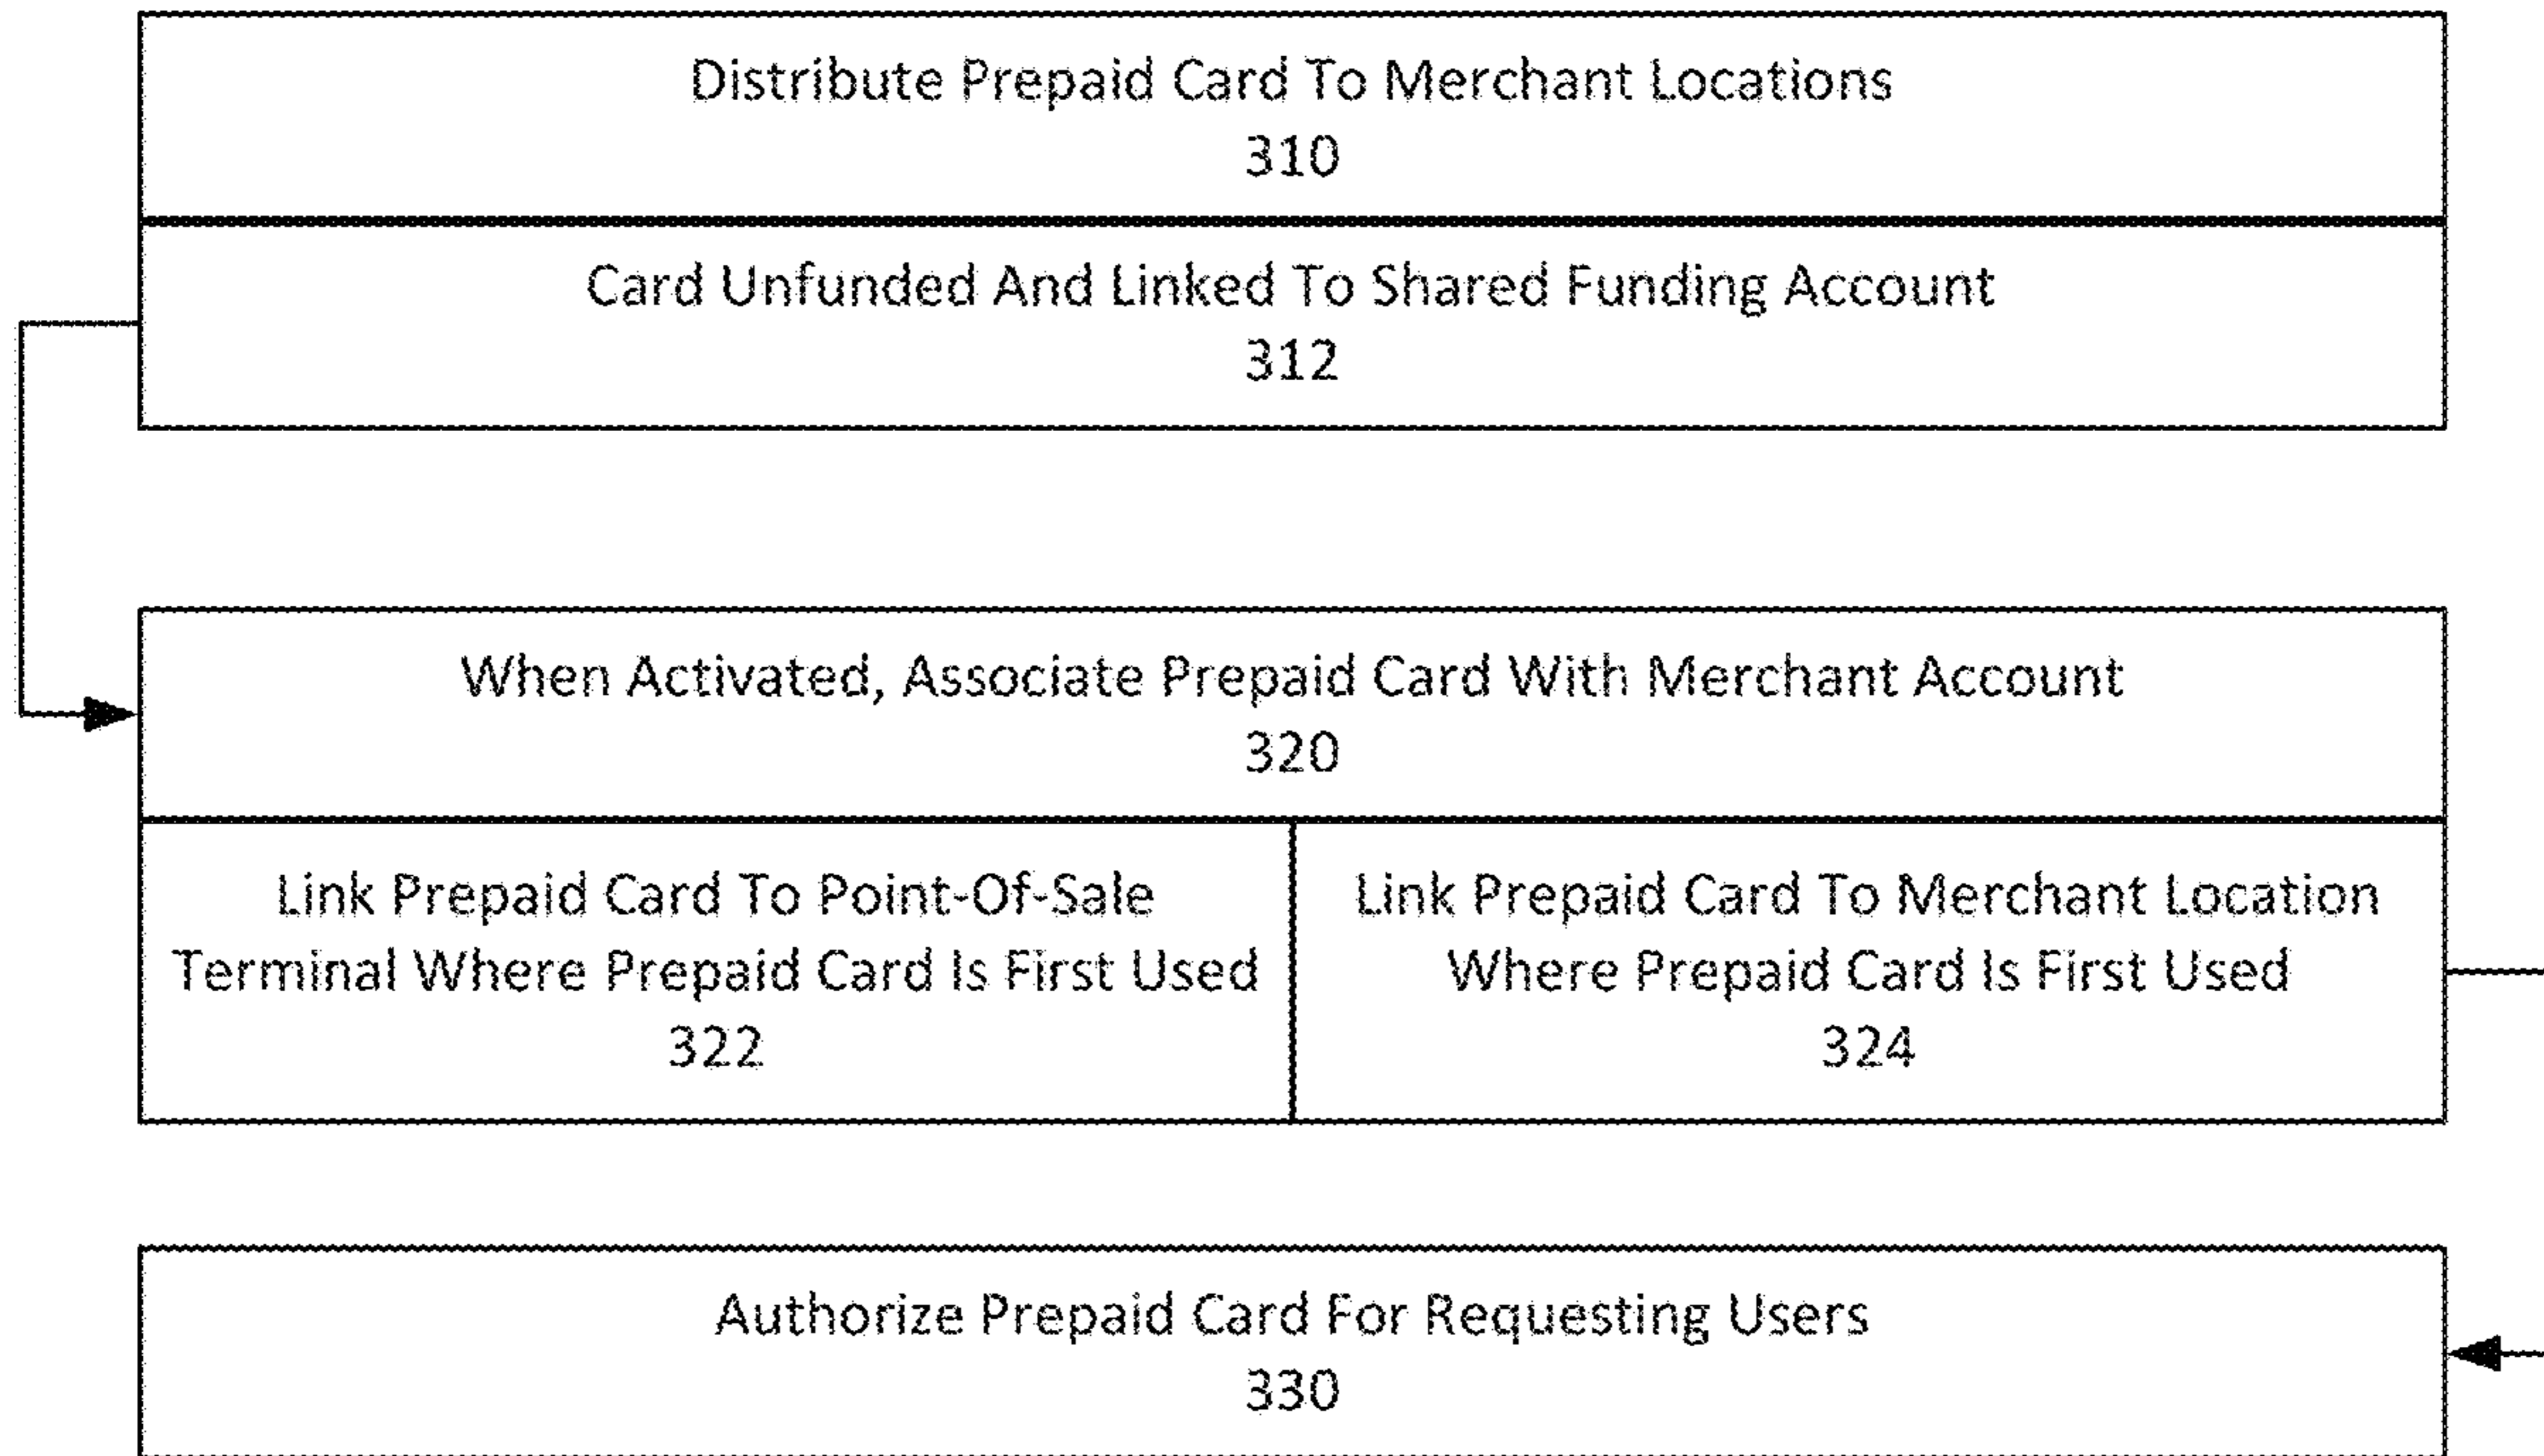 Distribute Prepaid Card To Merchant Locations
310
Card Unfunded And Linked To Shared Funding Account
312
When Activated, Associate Prepaid Card With Merchant Account
320
Link Prepaid Card To Point-Of-Sale
Terminal Where Prepaid Card Is First Used
322
Link Prepaid Card To Merchant Location
Where Prepaid Card Is First Used
324
Authorize Prepaid Card For Requesting Users
330